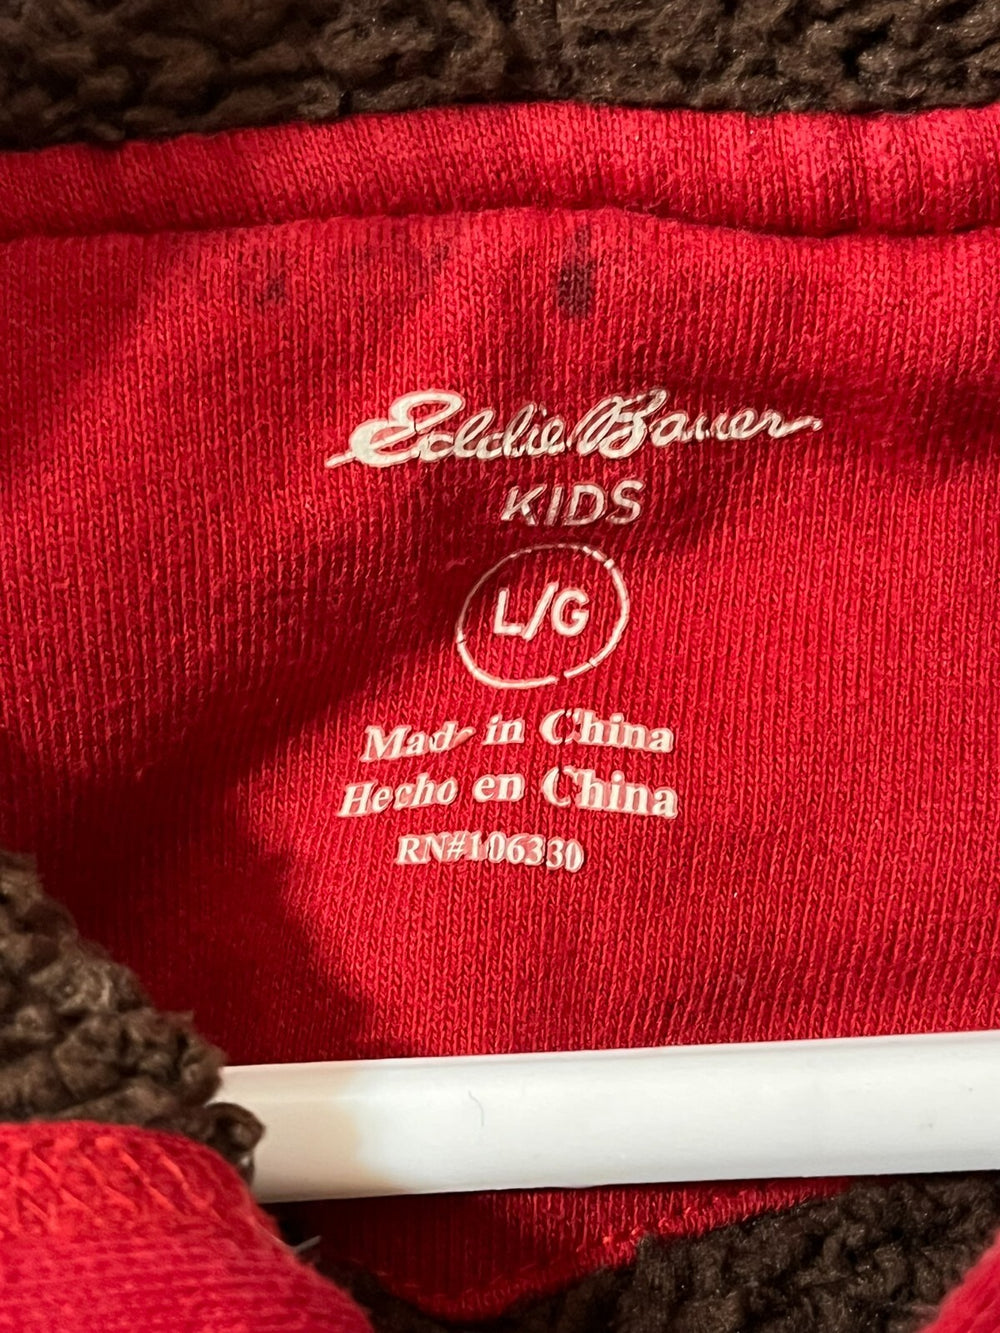 Eddie Bauer
KIDS
L/G
Made in China
Hecho en China
RN#106330